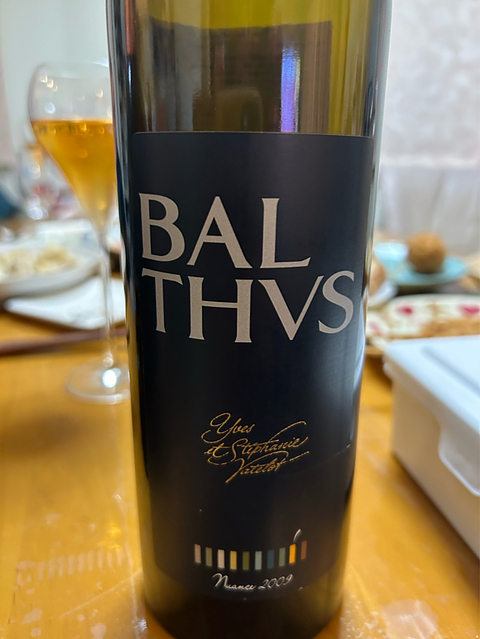 BAL
THVS
Yves
et Stéphanie
Vatelot
Nuance 2009